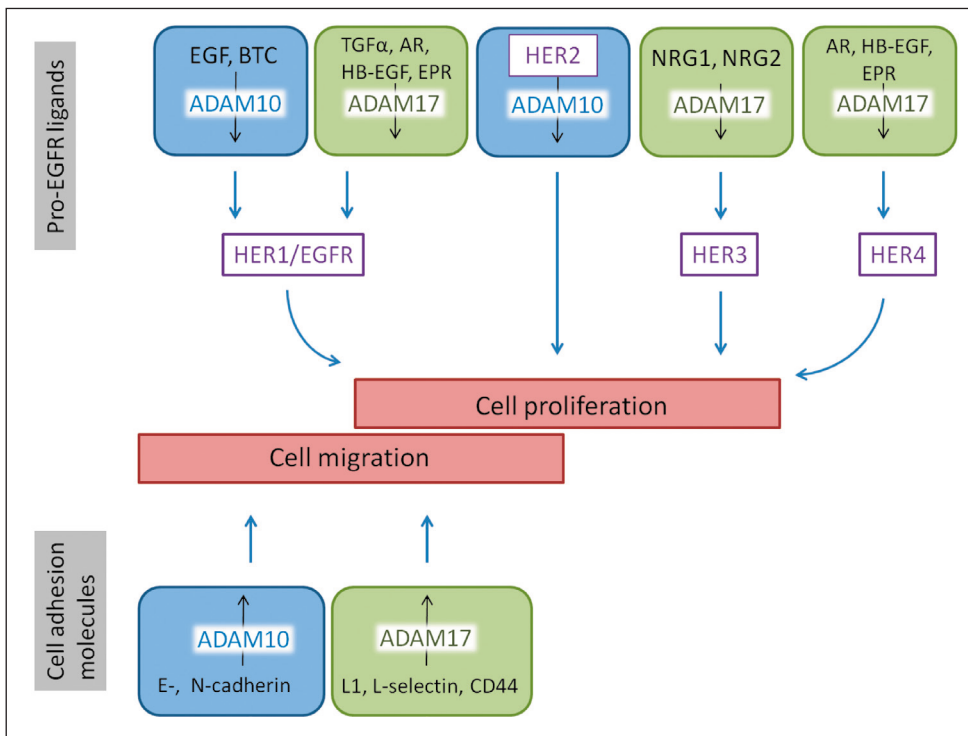 Pro-EGFR ligands
EGF, BTC
ADAM10
TGFα, AR,
HB-EGF, EPR
ADAM17
HER2
ADAM10
NRG1, NRG2
ADAM17
AR, HB-EGF,
EPR
ADAM17
HER1/EGFR
HER3
HER4
Cell proliferation
Cell migration
Cell adhesion
molecules
ADAM10
E-, N-cadherin
ADAM17
L1, L-selectin, CD44